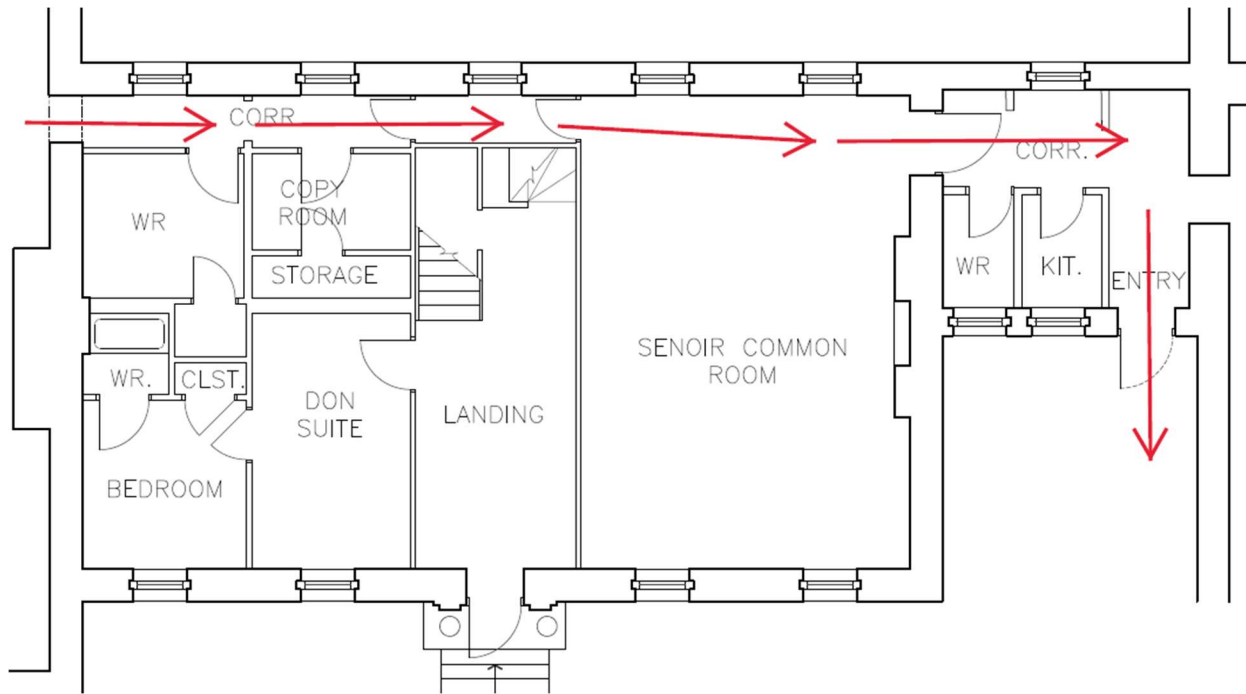 CORR
CORR.
COPY
ROOM
WR
STORAGE
WR
KIT.
ENTRY
SENOIR COMMON
ROOM
WR.
CLST.
DON
SUITE
LANDING
BEDROOM